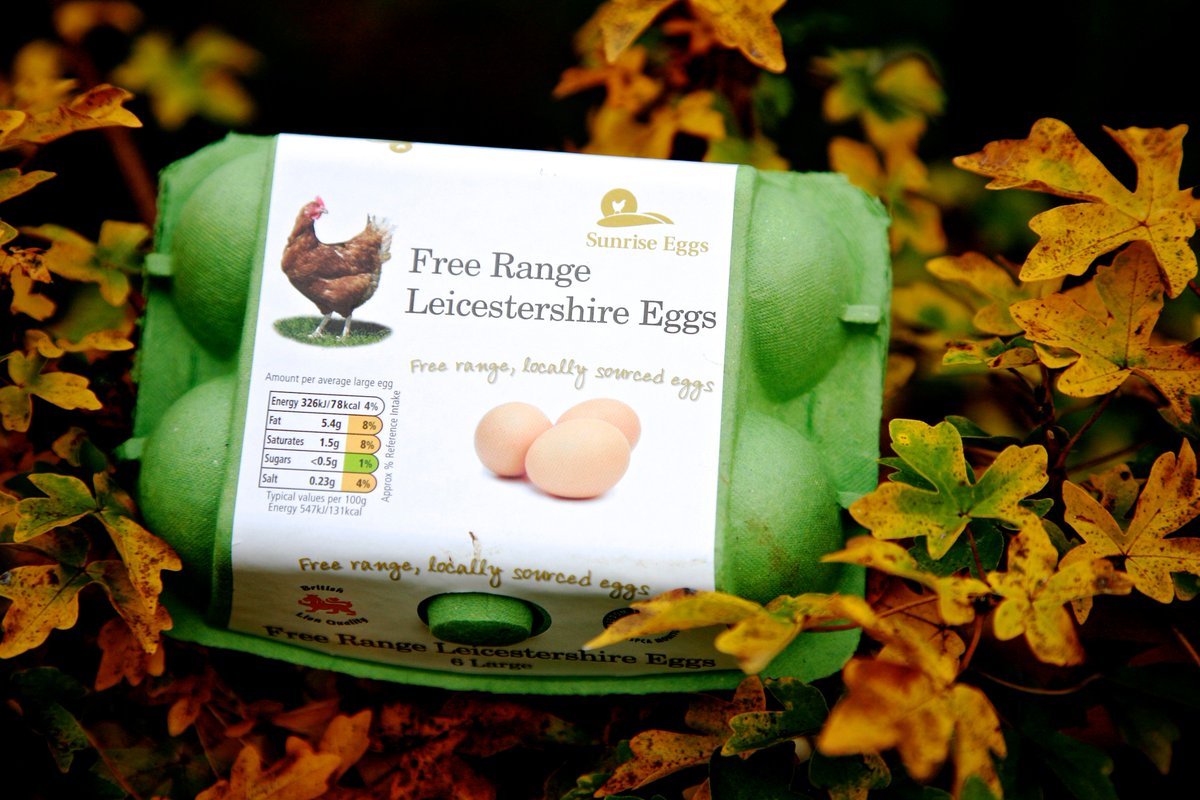 Sunrise Eggs
Free Range
Leicestershire Eggs
Free range, locally sourced eggs
Amount per average large egg
Energy 326kJ/78kcal 4%
Fat 5.4g 8%
Saturates 1.5g 8%
Sugars <0.5g 1%
Salt 0.23g 4%
Approx % Reference Intake
Typical values per 100g
Energy 547kJ/131kcal
Free range, locally sourced eggs
British
Lion Quality
Free Range Leicestershire Eggs
6 Large